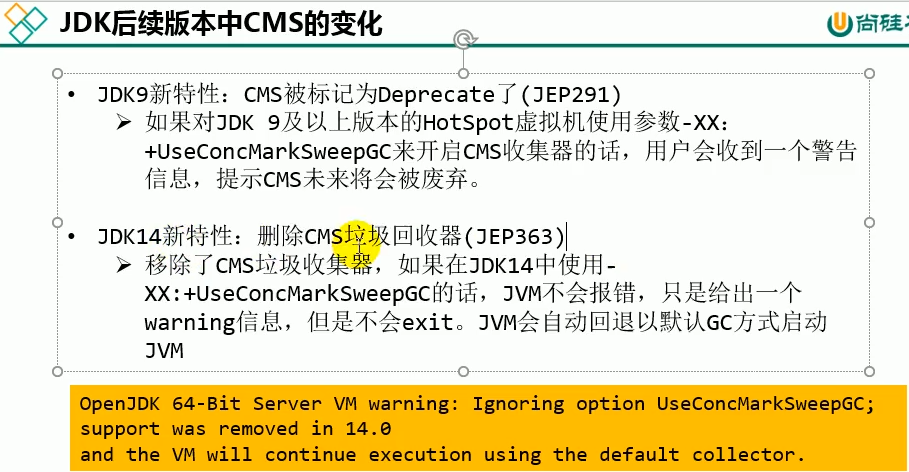 JDK后续版本中CMS的变化
尚硅
• JDK9新特性：CMS被标记为Deprecate了(JEP291)
➢ 如果对JDK 9及以上版本的HotSpot虚拟机使用参数-XX：
+UseConcMarkSweepGC来开启CMS收集器的话，用户会收到一个警告
信息，提示CMS未来将会被废弃。
• JDK14新特性：删除CMS垃圾回收器(JEP363)
➢ 移除了CMS垃圾收集器，如果在JDK14中使用-
XX:+UseConcMarkSweepGC的话，JVM不会报错，只是给出一个
warning信息，但是不会exit。JVM会自动回退以默认GC方式启动
JVM
OpenJDK 64-Bit Server VM warning: Ignoring option UseConcMarkSweepGC;
support was removed in 14.0
and the VM will continue execution using the default collector.